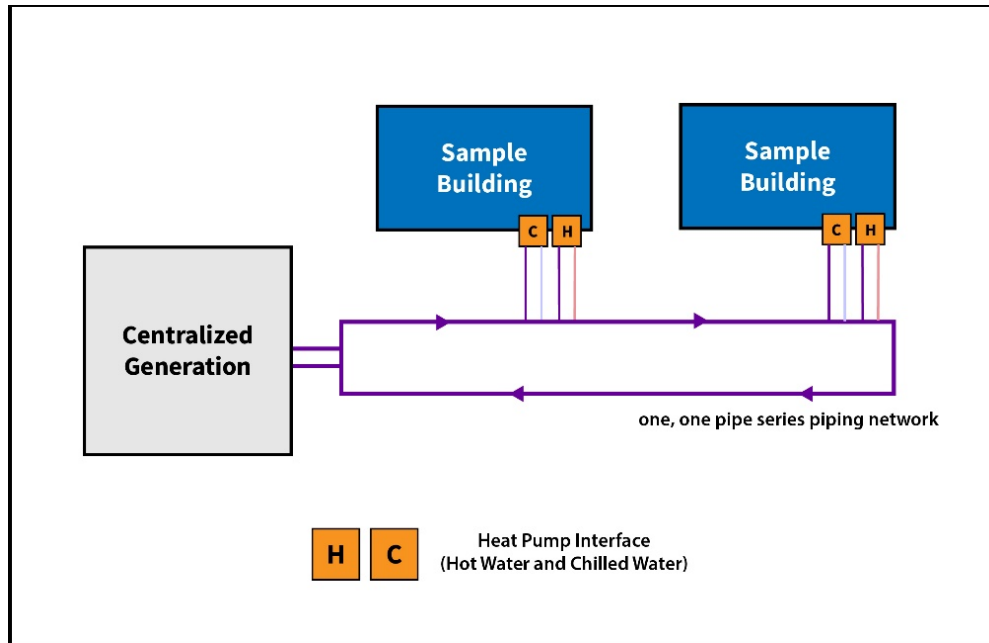 Sample
Building
Sample
Building
C H
C H
Centralized
Generation
one, one pipe series piping network
H C
Heat Pump Interface
(Hot Water and Chilled Water)